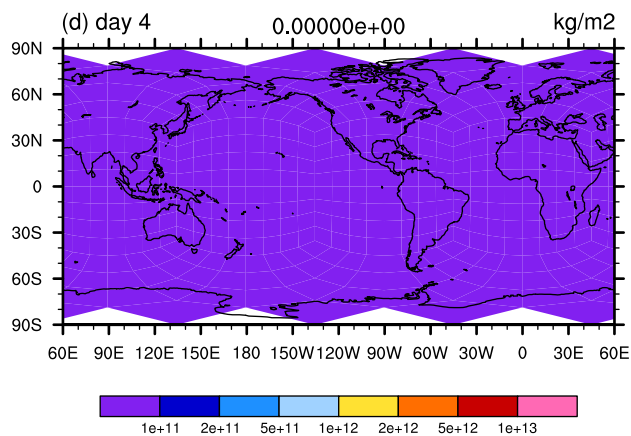 (d) day 4 0.00000e+00 kg/m2
90N
60N
30N
0
30S
60S
90S
60E 90E 120E 150E 180 150W 120W 90W 60W 30W 0 30E 60E
1e+11 2e+11 5e+11 1e+12 2e+12 5e+12 1e+13